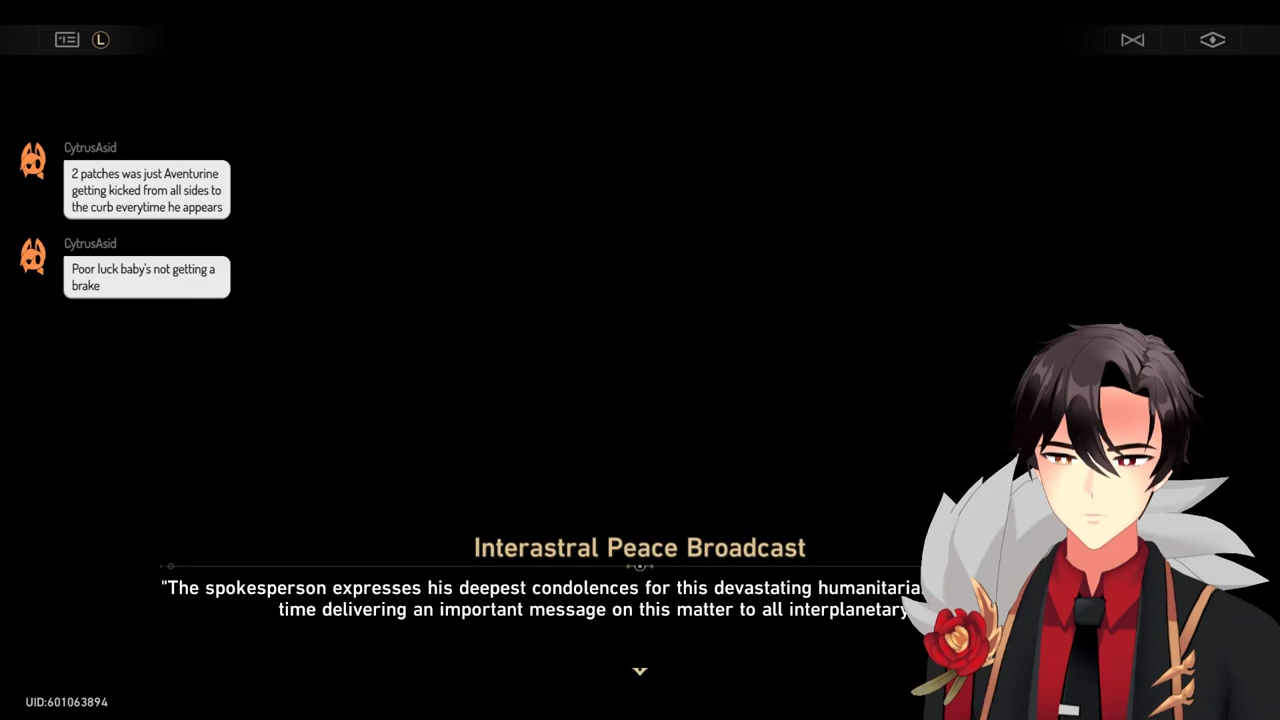 L
CytrusAsid
2 patches was just Aventurine
getting kicked from all sides to
the curb everytime he appears
CytrusAsid
Poor luck baby's not getting a
brake
Interastral Peace Broadcast
"The spokesperson expresses his deepest condolences for this devastating
time delivering an important message on this matter to all interplanetary
UID:601063894